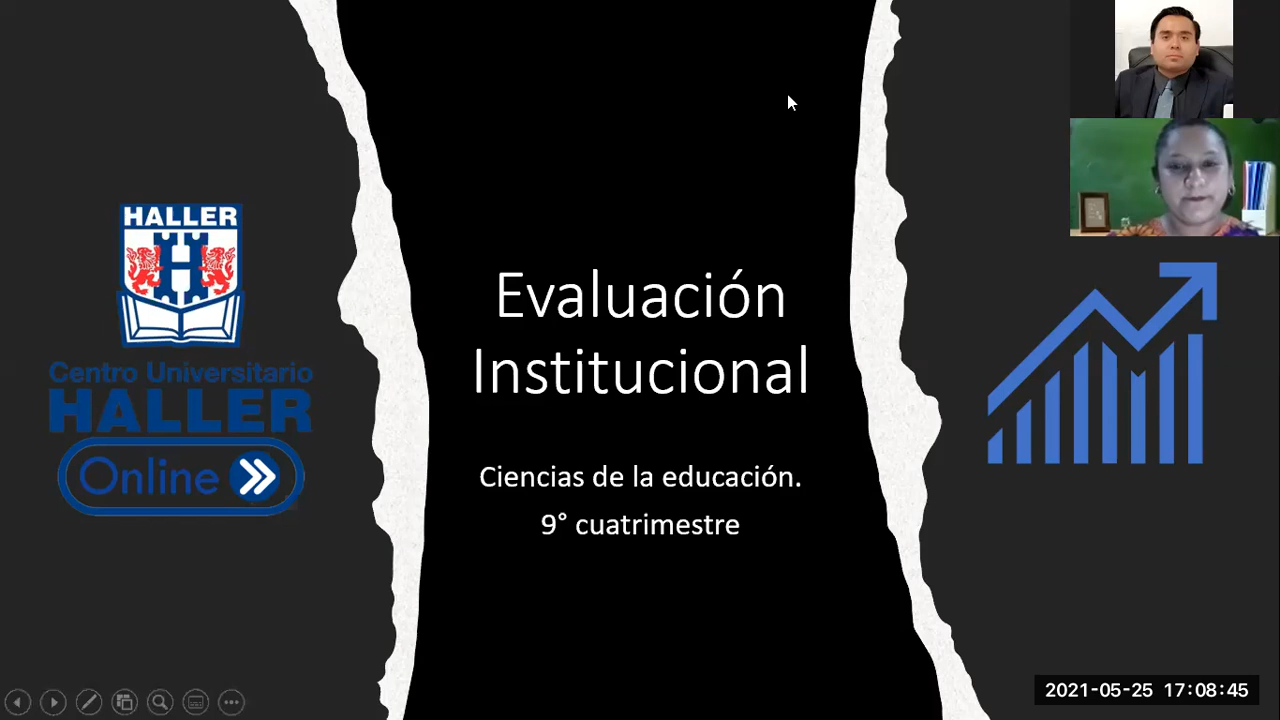 HALLER
Centro Universitario
HALLER
Online
Evaluación
Institucional
Ciencias de la educación.
9° cuatrimestre
2021-05-25 17:08:45